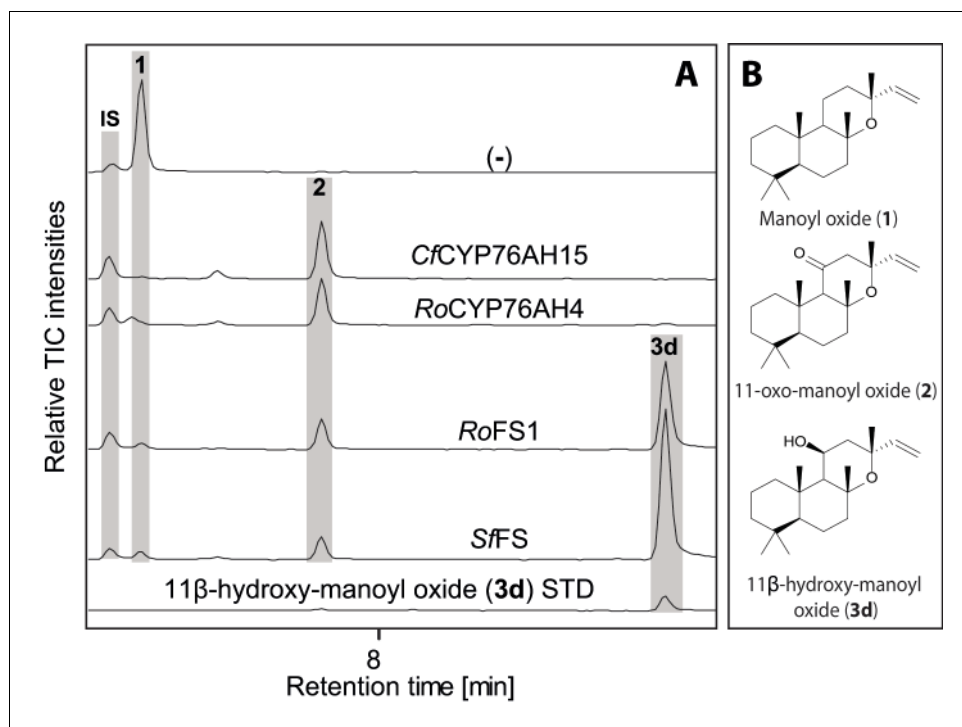 A
1
IS
(-)
2
CfCYP76AH15
RoCYP76AH4
3d
RoFS1
SfFS
11β-hydroxy-manoyl oxide (3d) STD
Relative TIC intensities
8
Retention time [min]
B
O
Manoyl oxide (1)
O
O
11-oxo-manoyl oxide (2)
HO
O
11β-hydroxy-manoyl
oxide (3d)